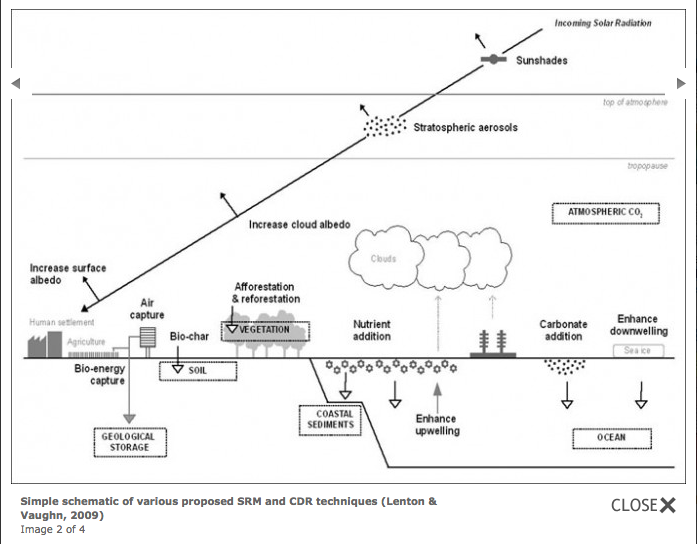 Incoming Solar Radiation
Sunshades
top of atmosphere
Stratospheric aerosols
tropopause
ATMOSPHERIC CO₂
Increase cloud albedo
Clouds
Increase surface
albedo
Afforestation
& reforestation
Air
capture
Human settlement
Agriculture
Bio-char
VEGETATION
Nutrient
addition
Carbonate
addition
Enhance
downwelling
Sea ice
Bio-energy
capture
SOIL
COASTAL
SEDIMENTS
Enhance
upwelling
GEOLOGICAL
STORAGE
OCEAN
Simple schematic of various proposed SRM and CDR techniques (Lenton &
Vaughn, 2009)
Image 2 of 4
CLOSE X